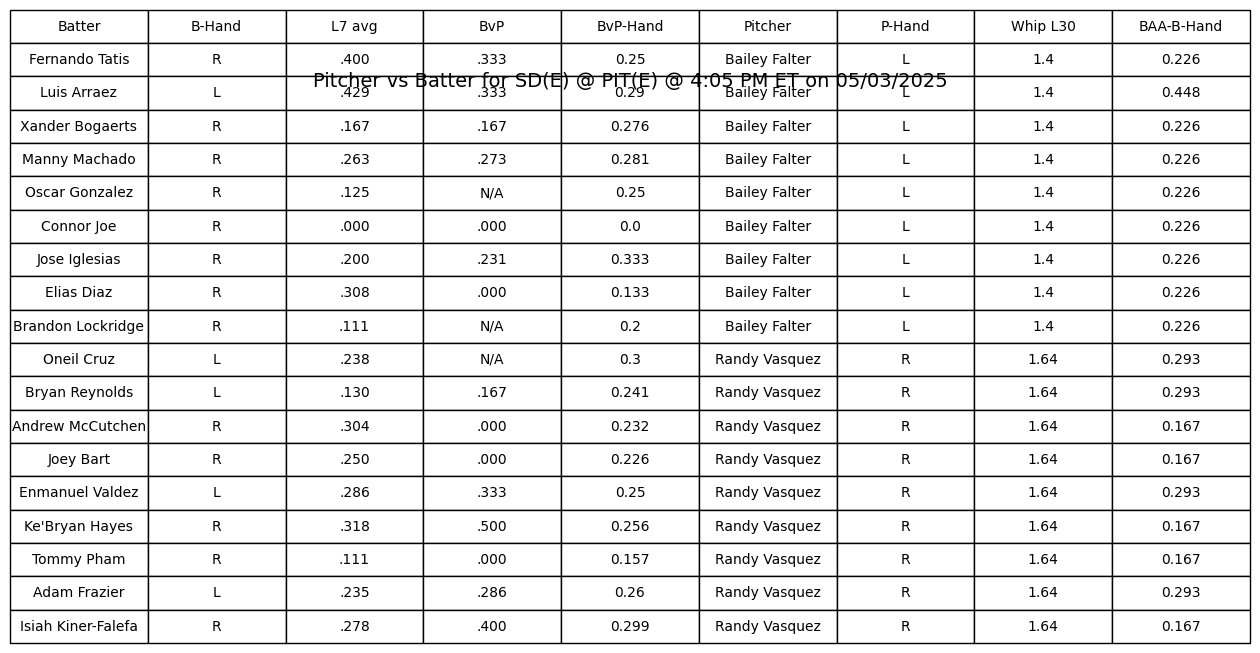 Batter B-Hand L7 avg BvP BvP-Hand Pitcher P-Hand Whip L30 BAA-B-Hand
Fernando Tatis R .400 .333 0.25 Bailey Falter L 1.4 0.226
Pitcher vs Batter for SD(E) @ PIT(E) @ 4:05 PM ET on 05/03/2025
Luis Arraez L .429 .333 0.29 Bailey Falter L 1.4 0.448
Xander Bogaerts R .167 .167 0.276 Bailey Falter L 1.4 0.226
Manny Machado R .263 .273 0.281 Bailey Falter L 1.4 0.226
Oscar Gonzalez R .125 N/A 0.25 Bailey Falter L 1.4 0.226
Connor Joe R .000 .000 0.0 Bailey Falter L 1.4 0.226
Jose Iglesias R .200 .231 0.333 Bailey Falter L 1.4 0.226
Elias Diaz R .308 .000 0.133 Bailey Falter L 1.4 0.226
Brandon Lockridge R .111 N/A 0.2 Bailey Falter L 1.4 0.226
Oneil Cruz L .238 N/A 0.3 Randy Vasquez R 1.64 0.293
Bryan Reynolds L .130 .167 0.241 Randy Vasquez R 1.64 0.293
Andrew McCutchen R .304 .000 0.232 Randy Vasquez R 1.64 0.167
Joey Bart R .250 .000 0.226 Randy Vasquez R 1.64 0.167
Enmanuel Valdez L .286 .333 0.25 Randy Vasquez R 1.64 0.293
Ke'Bryan Hayes R .318 .500 0.256 Randy Vasquez R 1.64 0.167
Tommy Pham R .111 .000 0.157 Randy Vasquez R 1.64 0.167
Adam Frazier L .235 .286 0.26 Randy Vasquez R 1.64 0.293
Isiah Kiner-Falefa R .278 .400 0.299 Randy Vasquez R 1.64 0.167